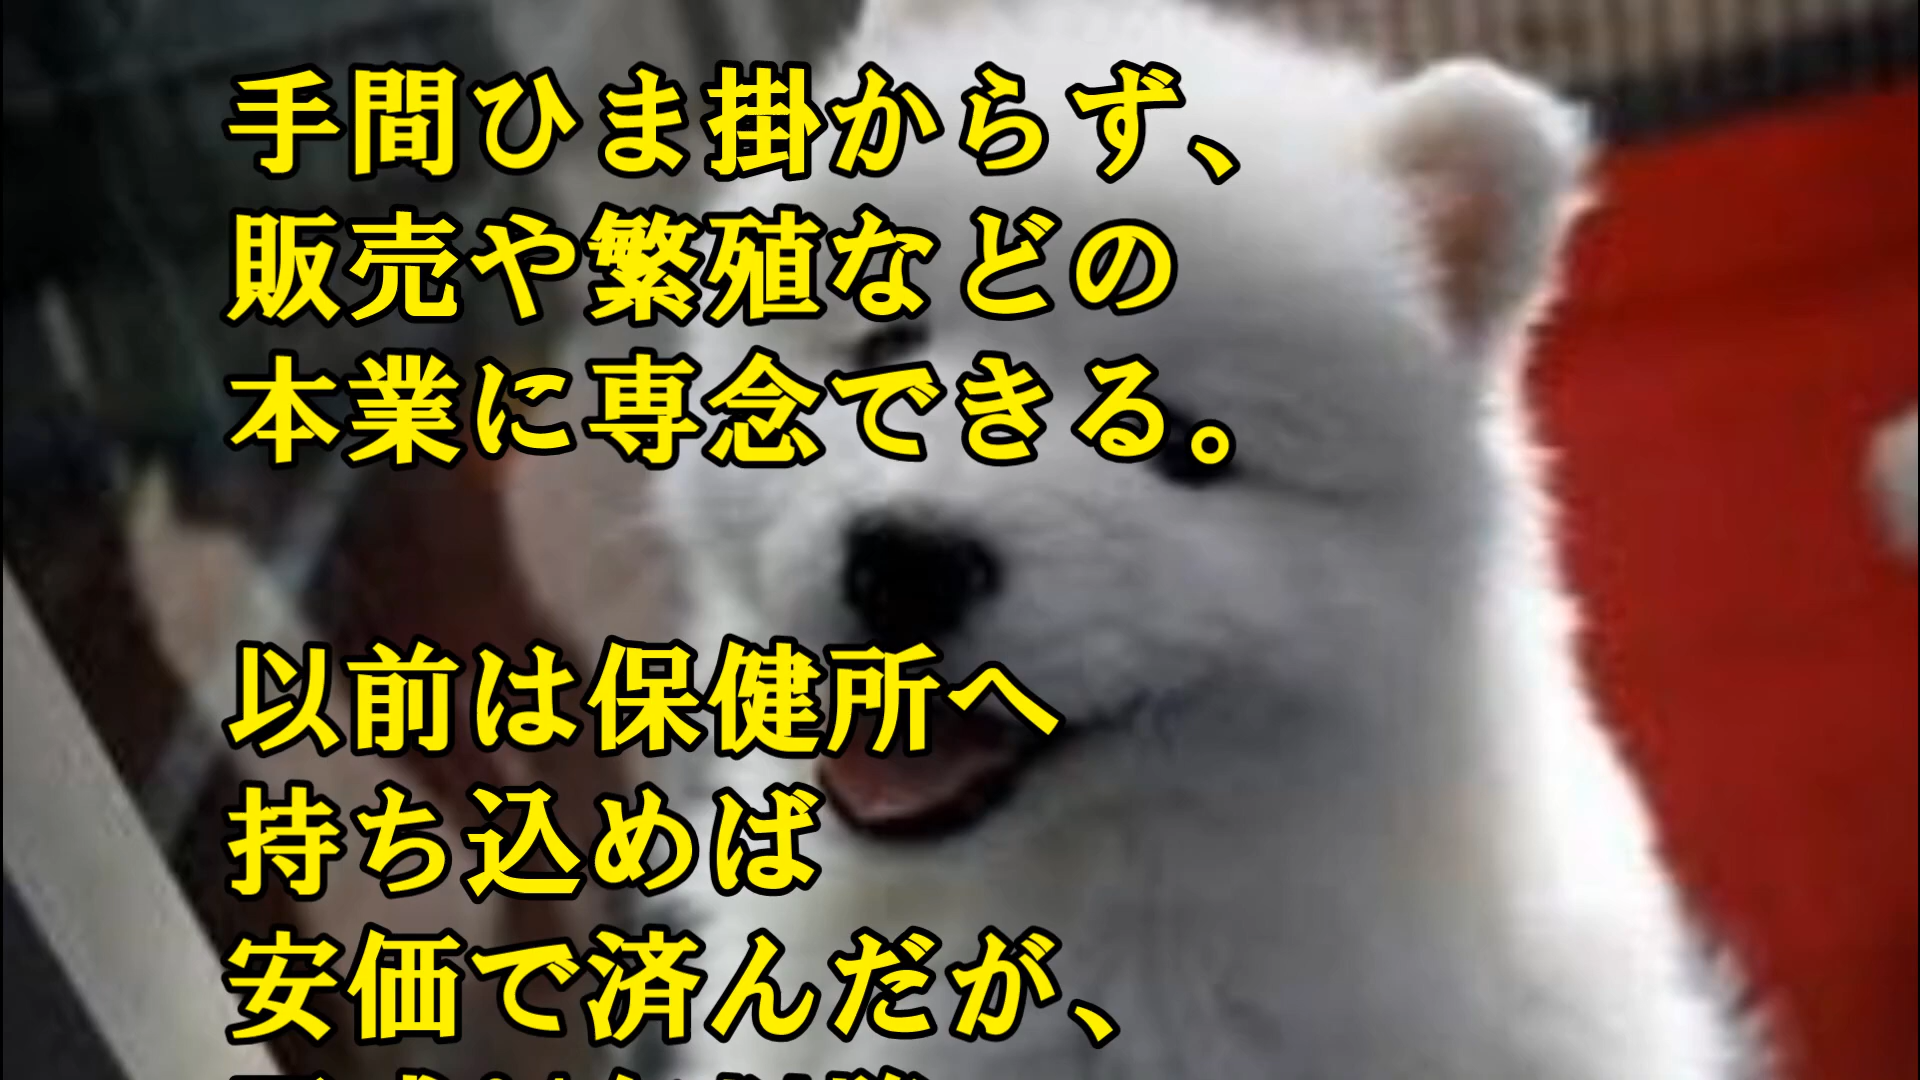 手間ひま掛からず、
販売や繁殖などの
本業に専念できる。
以前は保健所へ
持ち込めば
安価で済んだが、